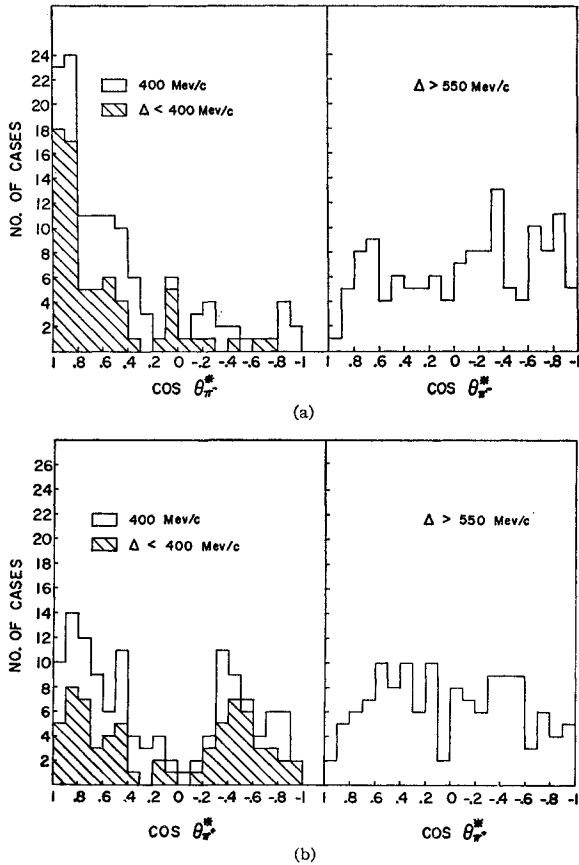 24
22
20
18
16
14
12
10
8
6
4
2
NO. OF CASES
400 Mev/c
Δ < 400 Mev/c
Δ > 550 Mev/c
1 .8 .6 .4 .2 0 -.2 -.4 -.6 -.8 -1
.8 .6 .4 .2 0 -.2 -.4 -.6 -.8 -1
COS θ*π-
COS θ*π-
(a)
26
24
22
20
18
16
14
12
10
8
6
4
2
NO. OF CASES
400 Mev/c
Δ < 400 Mev/c
Δ > 550 Mev/c
1 .8 .6 .4 .2 0 -.2 -.4 -.6 -.8 -1
.8 .6 .4 .2 0 -.2 -.4 -.6 -.8 -1
COS θ*π+
COS θ*π+
(b)